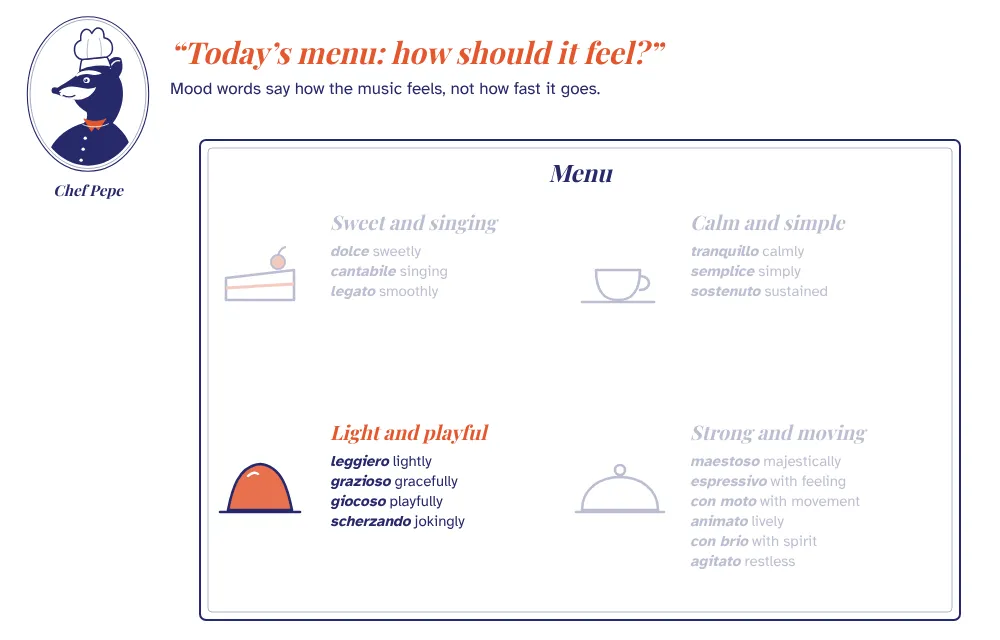 “Today’s menu: how should it feel?”
Mood words say how the music feels, not how fast it goes.
Chef Pepe
Menu
Sweet and singing
dolce sweetly
cantabile singing
legato smoothly
Calm and simple
tranquillo calmly
semplice simply
sostenuto sustained
Light and playful
leggiero lightly
grazioso gracefully
giocoso playfully
scherzando jokingly
Strong and moving
maestoso majestically
espressivo with feeling
con moto with movement
animato lively
con brio with spirit
agitato restless